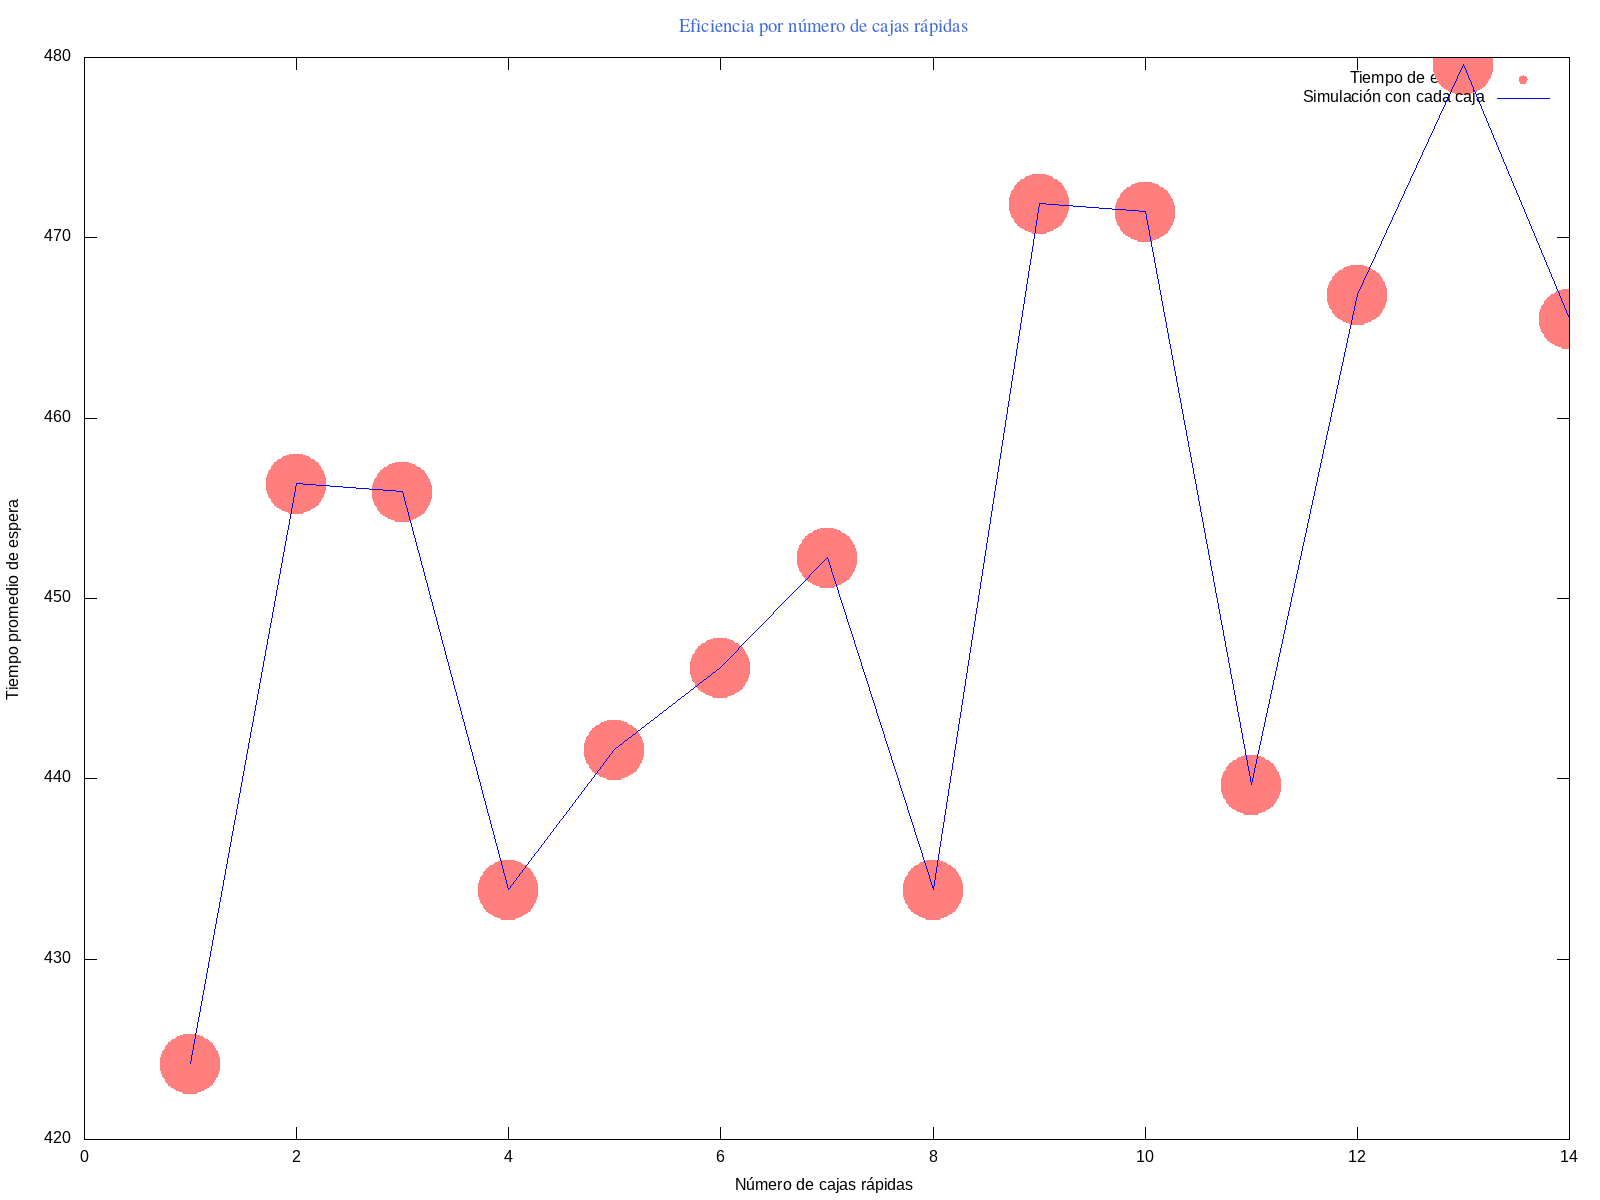 Eficiencia por número de cajas rápidas
480
470
460
450
440
430
420
Tiempo de
Simulación con cada caja
Tiempo promedio de espera
0 2 4 6 8 10 12 14
Número de cajas rápidas